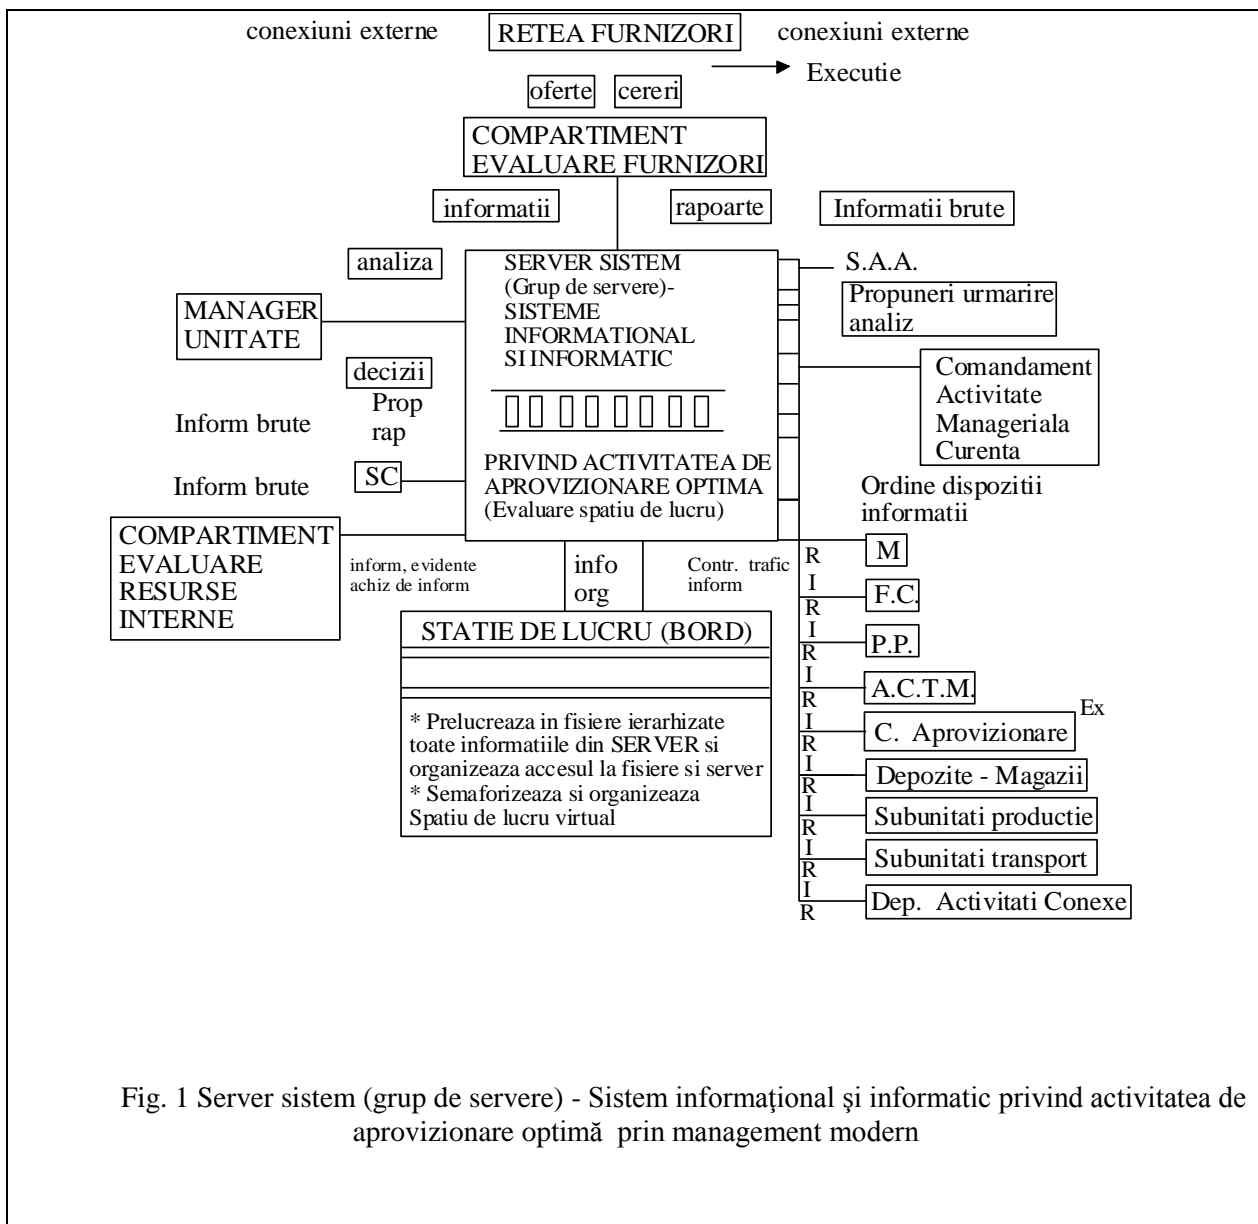 conexiuni externe
RETEA FURNIZORI
conexiuni externe
Executie
oferte
cereri
COMPARTIMENT
EVALUARE FURNIZORI
informatii
rapoarte
Informatii brute
analiza
SERVER SISTEM
(Grup de servere)-
SISTEME
INFORMATIONAL
SI INFORMATIC
S.A.A.
Propuneri urmarire
analiz
MANAGER
UNITATE
decizii
Prop
rap
Inform brute
Comandament
Activitate
Manageriala
Curenta
PRIVIND ACTIVITATEA DE
APROVIZIONARE OPTIMA
(Evaluare spatiu de lucru)
SC
Inform brute
Ordine dispozitii
informatii
COMPARTIMENT
EVALUARE
RESURSE
INTERNE
inform, evidente
achiz de inform
info
org
Contr. trafic
inform
R
M
I
R
F.C.
I
R
P.P.
I
R
A.C.T.M.
Ex
I
R
C. Aprovizionare
I
R
Depozite - Magazii
I
R
Subunitati productie
I
R
Subunitati transport
I
R
Dep. Activitati Conexe
STATIE DE LUCRU (BORD)
* Prelucreaza in fisiere ierarhizate
toate informatiile din SERVER si
organizeaza accesul la fisiere si server
* Semaforizeaza si organizeaza
Spatiu de lucru virtual
Fig. 1 Server sistem (grup de servere) - Sistem informaţional şi informatic privind activitatea de
aprovizionare optimă prin management modern